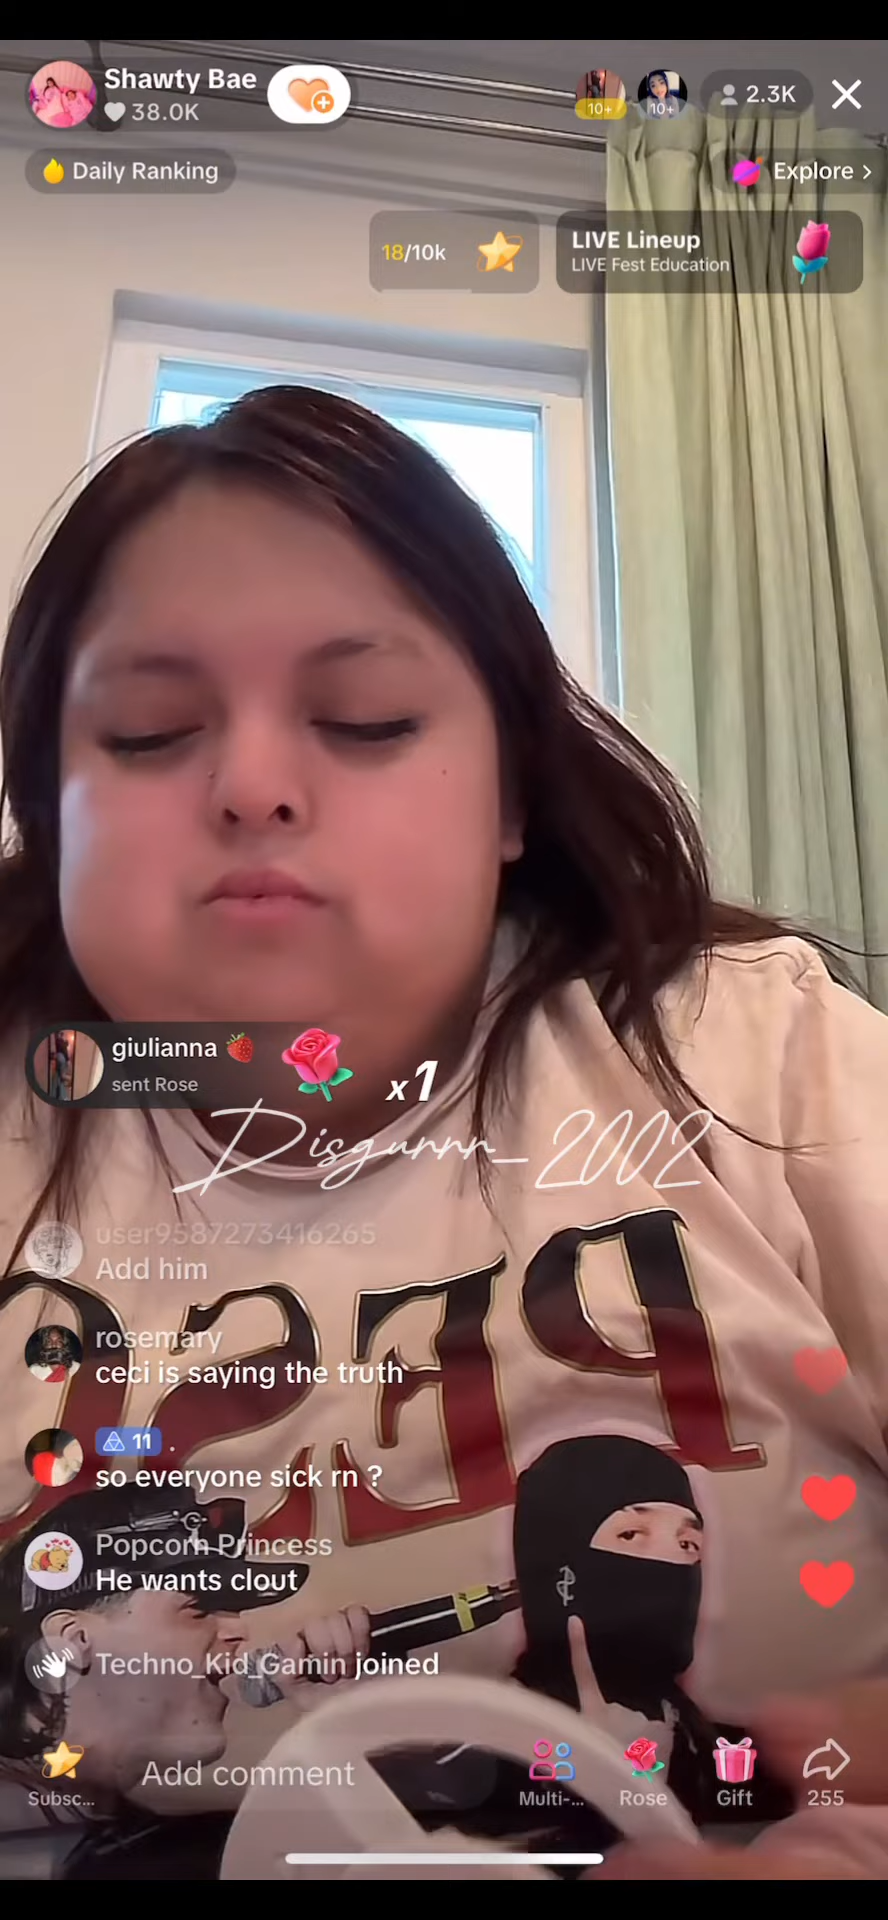 Shawty Bae
38.0K
10+
10+
2.3K
Daily Ranking
Explore >
18/10k
LIVE Lineup
LIVE Fest Education
giulianna
sent Rose
x1
Disgurrrr_2002
user9587273416265
Add him
rosemary
ceci is saying the truth
11 .
so everyone sick rn ?
Popcorn Princess
He wants clout
Techno_Kid_Gamin joined
PESO
Add comment
Subsc...
Multi-...
Rose
Gift
255